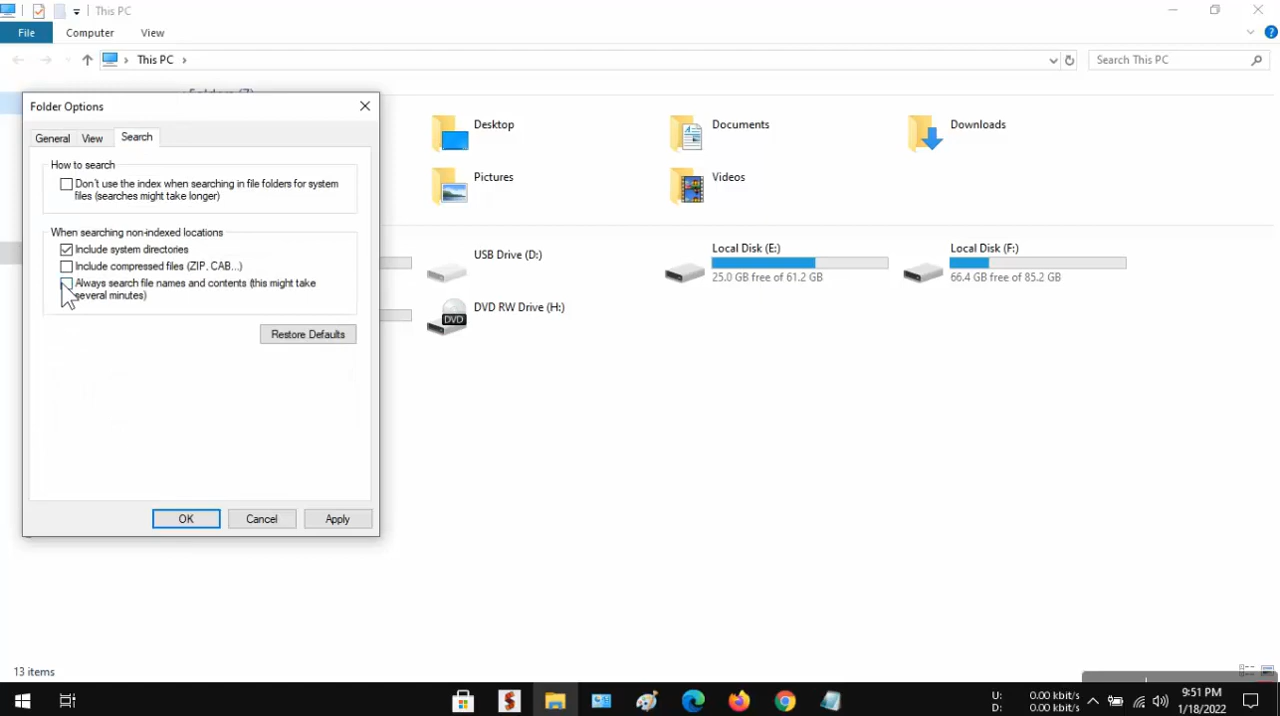 This PC
File
Computer
View
This PC
Search This PC
Folder Options
General
View
Search
How to search
Don't use the index when searching in file folders for system
files (searches might take longer)
When searching non-indexed locations
Include system directories
Include compressed files (ZIP, CAB...)
Always search file names and contents (this might take
several minutes)
Restore Defaults
OK
Cancel
Apply
Desktop
Documents
Downloads
Pictures
Videos
USB Drive (D:)
Local Disk (E:)
25.0 GB free of 61.2 GB
Local Disk (F:)
66.4 GB free of 85.2 GB
DVD RW Drive (H:)
DVD
13 items
U: 0.00 kbit/s
D: 0.00 kbit/s
9:51 PM
1/18/2022